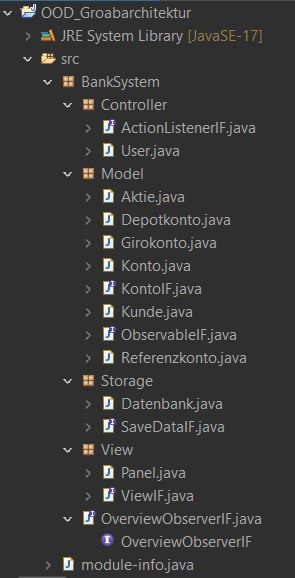 OOD_Groabarchitektur
JRE System Library [JavaSE-17]
src
BankSystem
Controller
ActionListenerIF.java
User.java
Model
Aktie.java
Depotkonto.java
Girokonto.java
Konto.java
KontoIF.java
Kunde.java
ObservableIF.java
Referenzkonto.java
Storage
Datenbank.java
SaveDataIF.java
View
Panel.java
ViewIF.java
OverviewObserverIF.java
OverviewObserverIF
module-info.java